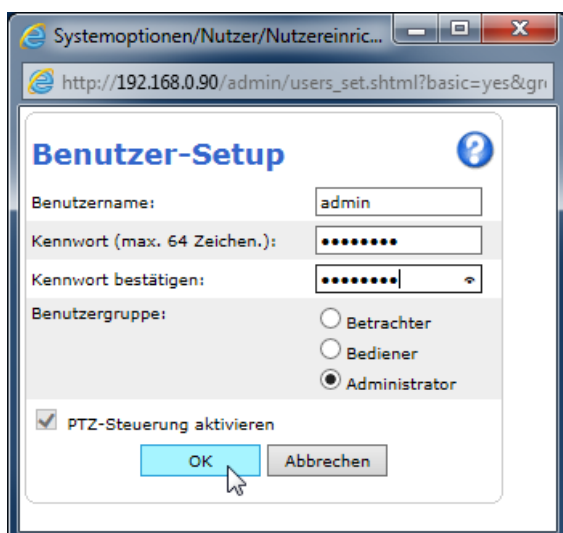 Systemoptionen/Nutzer/Nutzereinric...
http://192.168.0.90/admin/users_set.shtml?basic=yes&gr
Benutzer-Setup
Benutzername: admin
Kennwort (max. 64 Zeichen.): ••••••••
Kennwort bestätigen: ••••••••
Benutzergruppe:
Betrachter
Bediener
Administrator
PTZ-Steuerung aktivieren
OK Abbrechen